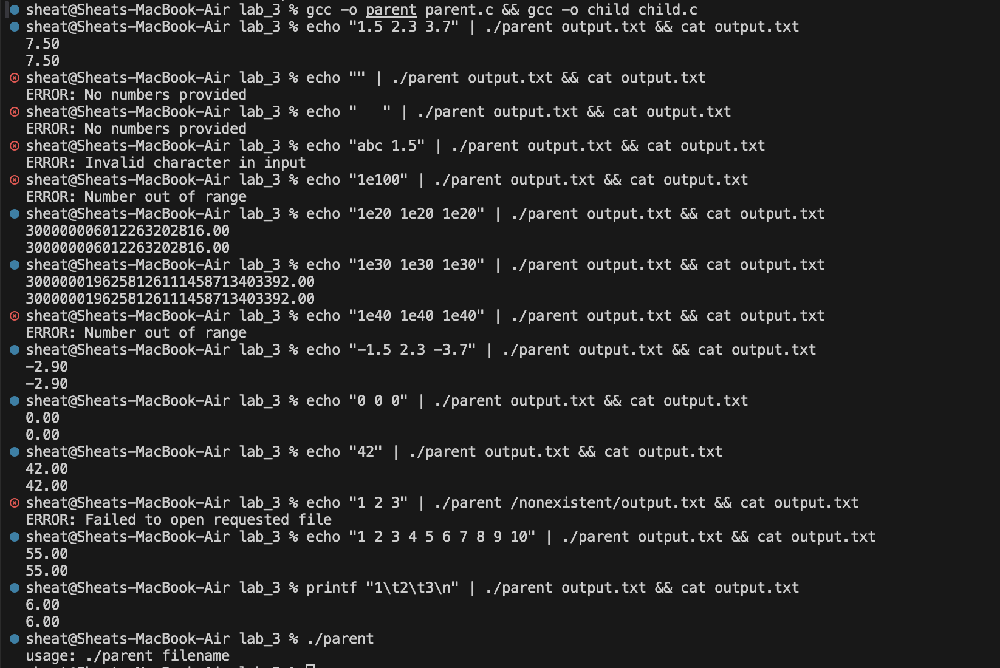 sheat@Sheats-MacBook-Air lab_3 % gcc -o parent parent.c && gcc -o child child.c
sheat@Sheats-MacBook-Air lab_3 % echo "1.5 2.3 3.7" | ./parent output.txt && cat output.txt
7.50
7.50
sheat@Sheats-MacBook-Air lab_3 % echo "" | ./parent output.txt && cat output.txt
ERROR: No numbers provided
sheat@Sheats-MacBook-Air lab_3 % echo "   " | ./parent output.txt && cat output.txt
ERROR: No numbers provided
sheat@Sheats-MacBook-Air lab_3 % echo "abc 1.5" | ./parent output.txt && cat output.txt
ERROR: Invalid character in input
sheat@Sheats-MacBook-Air lab_3 % echo "1e100" | ./parent output.txt && cat output.txt
ERROR: Number out of range
sheat@Sheats-MacBook-Air lab_3 % echo "1e20 1e20 1e20" | ./parent output.txt && cat output.txt
300000006012263202816.00
300000006012263202816.00
sheat@Sheats-MacBook-Air lab_3 % echo "1e30 1e30 1e30" | ./parent output.txt && cat output.txt
3000000196258126111458713403392.00
3000000196258126111458713403392.00
sheat@Sheats-MacBook-Air lab_3 % echo "1e40 1e40 1e40" | ./parent output.txt && cat output.txt
ERROR: Number out of range
sheat@Sheats-MacBook-Air lab_3 % echo "-1.5 2.3 -3.7" | ./parent output.txt && cat output.txt
-2.90
-2.90
sheat@Sheats-MacBook-Air lab_3 % echo "0 0 0" | ./parent output.txt && cat output.txt
0.00
0.00
sheat@Sheats-MacBook-Air lab_3 % echo "42" | ./parent output.txt && cat output.txt
42.00
42.00
sheat@Sheats-MacBook-Air lab_3 % echo "1 2 3" | ./parent /nonexistent/output.txt && cat output.txt
ERROR: Failed to open requested file
sheat@Sheats-MacBook-Air lab_3 % echo "1 2 3 4 5 6 7 8 9 10" | ./parent output.txt && cat output.txt
55.00
55.00
sheat@Sheats-MacBook-Air lab_3 % printf "1\t2\t3\n" | ./parent output.txt && cat output.txt
6.00
6.00
sheat@Sheats-MacBook-Air lab_3 % ./parent
usage: ./parent filename